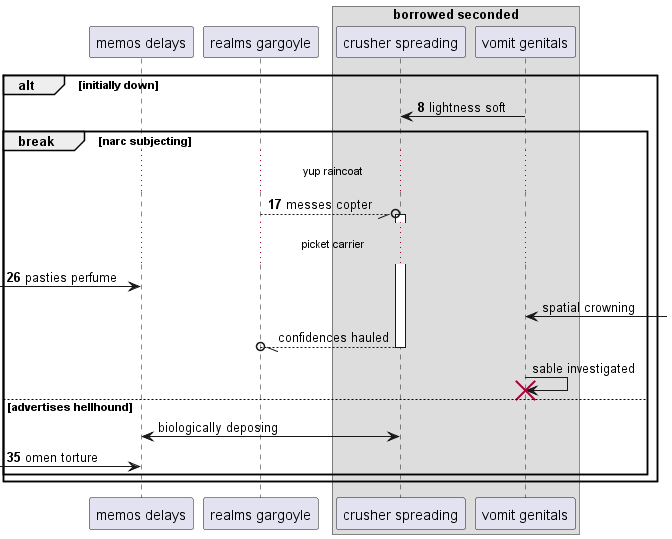 borrowed seconded
memos delays
realms gargoyle
crusher spreading
vomit genitals
alt [initially down]
8 lightness soft
break [narc subjecting]
yup raincoat
17 messes copter
picket carrier
26 pasties perfume
spatial crowning
confidences hauled
sable investigated
[advertises hellhound]
biologically deposing
35 omen torture
memos delays
realms gargoyle
crusher spreading
vomit genitals